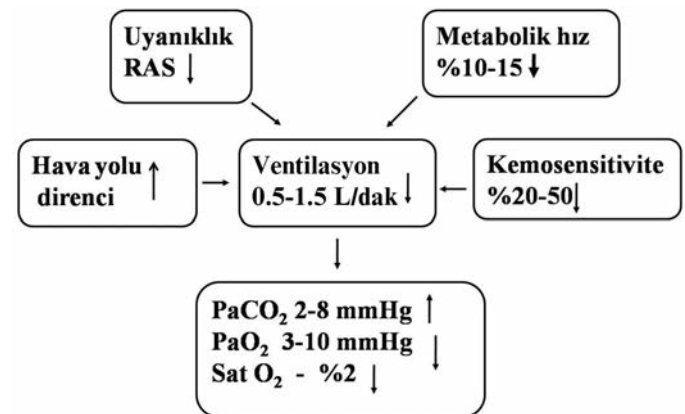 Uyanıklık
RAS ↓
Metabolik hız
%10-15 ↓
Hava yolu ↑
direnci
Ventilasyon
0.5-1.5 L/dak ↓
Kemosensitivite
%20-50 ↓
PaCO₂ 2-8 mmHg ↑
PaO₂ 3-10 mmHg ↓
Sat O₂ - %2 ↓